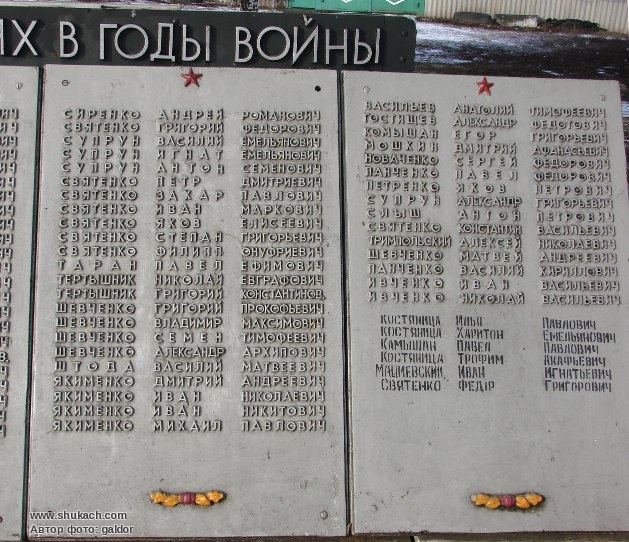 ЯХ В ГОДЫ ВОЙНЫ
СИРЕНКО АНДРЕЙ РОМАНОВИЧ
СВЯТЕНКО ГРИГОРИЙ ФЕДОРОВИЧ
СУПРУН ВАСИЛИЙ ЕМЕЛЬЯНОВИЧ
СУПРУН ИГНАТ ЕМЕЛЬЯНОВИЧ
СУПРУН АНТОН СЕМЕНОВИЧ
СВЯТЕНКО ПЕТР ДМИТРИЕВИЧ
СВЯТЕНКО ЗАХАР ПАВЛОВИЧ
СВЯТЕНКО ИВАН МАРКОВИЧ
СВЯТЕНКО ЯКОВ ЕЛИСЕЕВИЧ
СВЯТЕНКО СТЕПАН ГРИГОРЬЕВИЧ
СВЯТЕНКО ФИЛИПП ОНУФРИЕВИЧ
ТАРАН ПАВЕЛ ЕФИМОВИЧ
ТЕРТЫШНИК НИКОЛАЙ ЕВГРАФОВИЧ
ТЕРТЫШНИК ГРИГОРИЙ КОНСТАНТИНОВ.
ШЕВЧЕНКО ГРИГОРИЙ ПРОКОФЬЕВИЧ
ШЕВЧЕНКО ВЛАДИМИР МАКСИМОВИЧ
ШЕВЧЕНКО СЕМЕН ТИМОФЕЕВИЧ
ШЕВЧЕНКО АЛЕКСАНДР АРХИПОВИЧ
ШТОДА ВАСИЛИЙ МАТВЕЕВИЧ
ЯКИМЕНКО ДМИТРИЙ АНДРЕЕВИЧ
ЯКИМЕНКО ИВАН НИКОЛАЕВИЧ
ЯКИМЕНКО ИВАН НИКИТОВИЧ
ЯКИМЕНКО МИХАИЛ ПАВЛОВИЧ
ВАСИЛЬЕВ АНАТОЛИЙ ТИМОФЕЕВИЧ
ГОСТИЩЕВ АЛЕКСАНДР ФЕДОТОВИЧ
КОМЫШАН ЕГОР ГРИГОРЬЕВИЧ
МОШКИН ДМИТРИЙ АФАНАСЬЕВИЧ
НОВАЧЕНКО СЕРГЕЙ ФЕДОРОВИЧ
ПАНЧЕНКО ПАВЕЛ ФЕДОРОВИЧ
ПЕТРЕНКО ЯКОВ ПЕТРОВИЧ
СУПРУН АЛЕКСАНДР ГРИГОРЬЕВИЧ
СЛЫШ АНТОН ПЕТРОВИЧ
СВЯТЕНКО КОНСТАНТИН ВАСИЛЬЕВИЧ
ТРИМПОЛЬСКИЙ АЛЕКСЕЙ НИКОЛАЕВИЧ
ШЕВЧЕНКО МАТВЕЙ АНДРЕЕВИЧ
ПАНЧЕНКО ВАСИЛИЙ КИРИЛЛОВИЧ
ЯВЧЕНКО ИВАН ВАСИЛЬЕВИЧ
ЯВЧЕНКО НИКОЛАЙ ВАСИЛЬЕВИЧ
КОСТЯНИЦА ИЛЬЯ ПАВЛОВИЧ
КОСТЯНИЦА ХАРИТОН ЕМЕЛЬЯНОВИЧ
КАМЫШАН ПАВЕЛ ПАВЛОВИЧ
КОСТЯНИЦА ТРОФИМ АКАФЬЕВИЧ
МАЦИЕВСКИЙ ИВАН ИГНАТЬЕВИЧ
СВЯТЕНКО ФЕДІР ГРИГОРОВИЧ
www.shukach.com
Автор фото: galdor